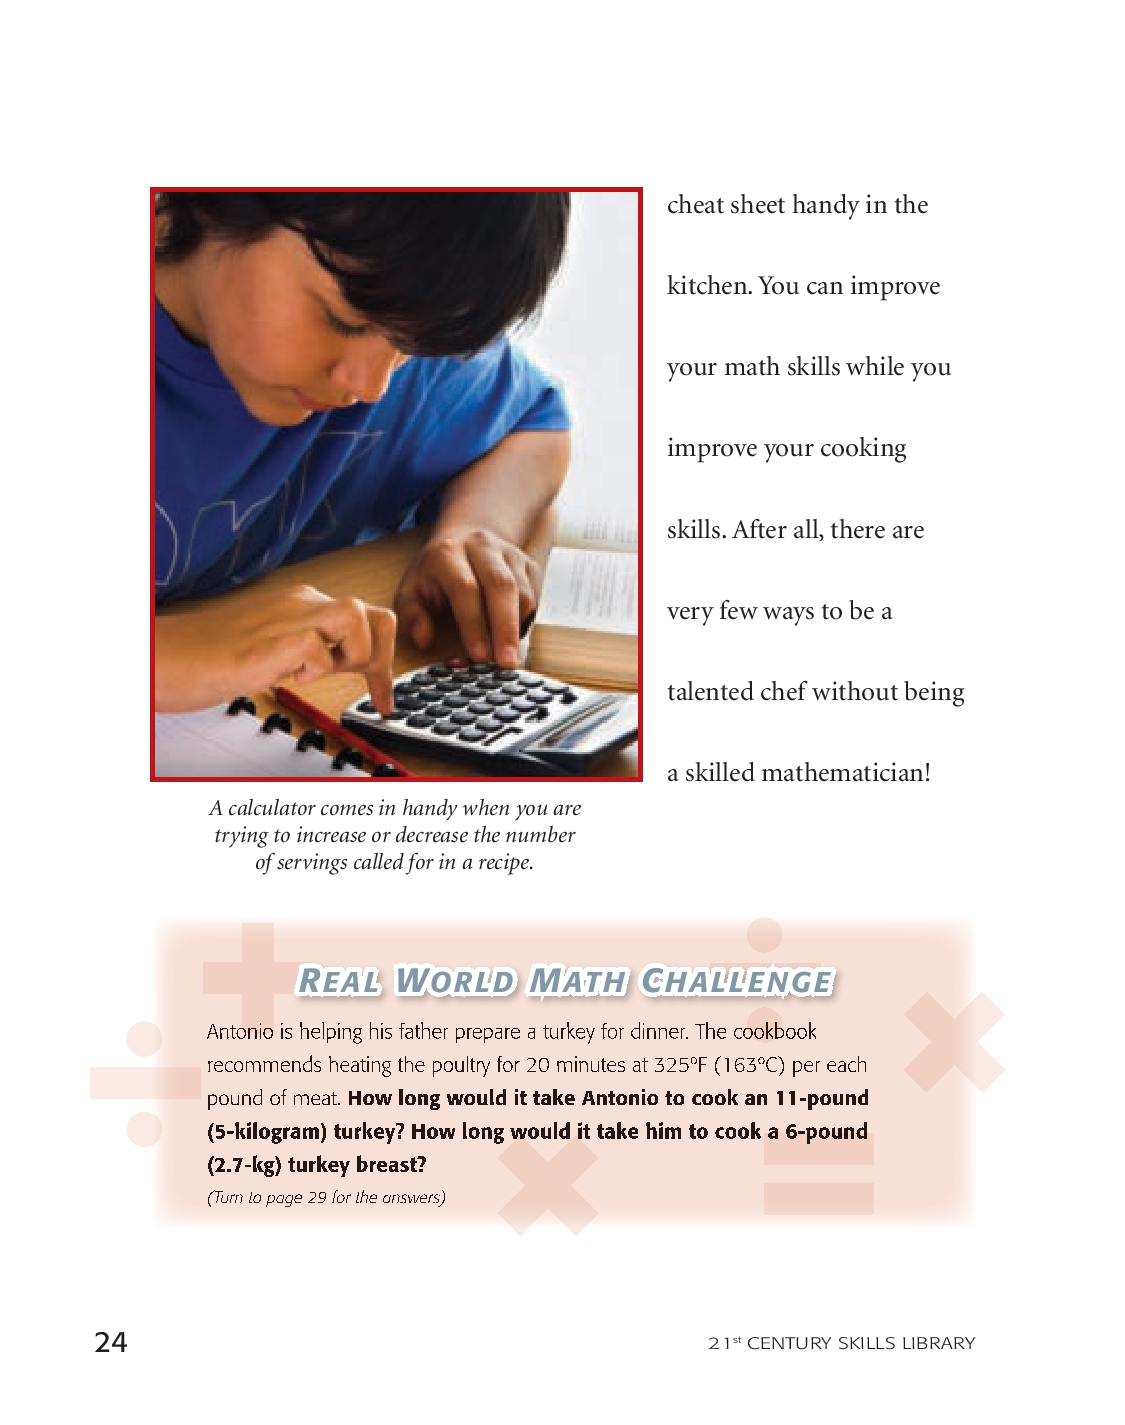 cheat sheet handy in the
kitchen. You can improve
your math skills while you
improve your cooking
skills. After all, there are
very few ways to be a
talented chef without being
a skilled mathematician!
A calculator comes in handy when you are
trying to increase or decrease the number
of servings called for in a recipe.
REAL WORLD MATH CHALLENGE
Antonio is helping his father prepare a turkey for dinner. The cookbook
recommends heating the poultry for 20 minutes at 325ºF (163ºC) per each
pound of meat. How long would it take Antonio to cook an 11-pound
(5-kilogram) turkey? How long would it take him to cook a 6-pound
(2.7-kg) turkey breast?
(Turn to page 29 for the answers)
24
21st CENTURY SKILLS LIBRARY